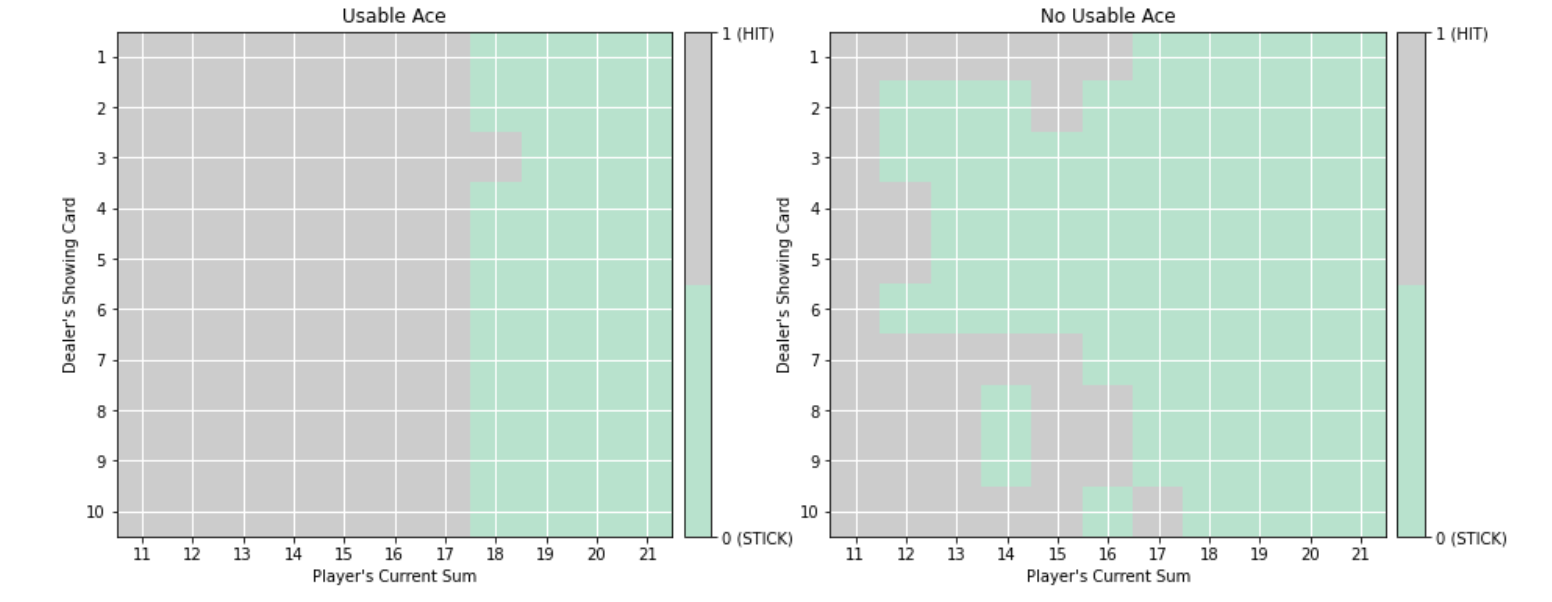 Usable Ace
1
2
3
4
5
6
7
8
9
10
Dealer's Showing Card
11 12 13 14 15 16 17 18 19 20 21
Player's Current Sum
1 (HIT)
0 (STICK)
No Usable Ace
1
2
3
4
5
6
7
8
9
10
Dealer's Showing Card
11 12 13 14 15 16 17 18 19 20 21
Player's Current Sum
1 (HIT)
0 (STICK)